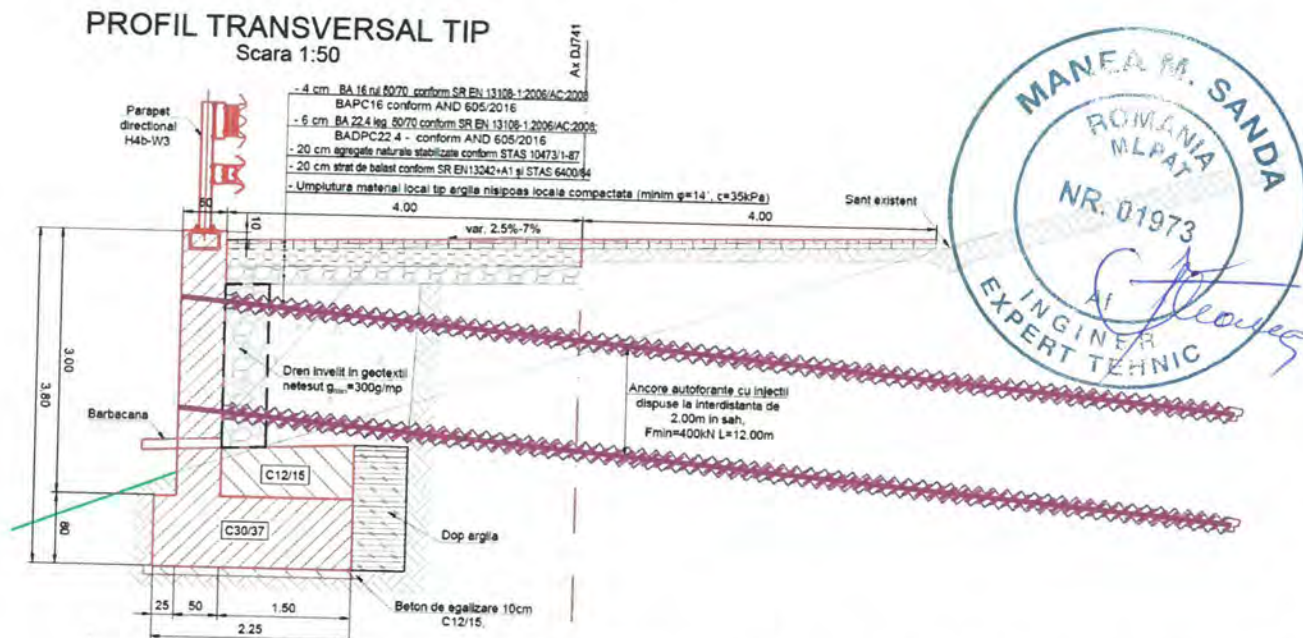 PROFIL TRANSVERSAL TIP
Scara 1:50
Ax DJ741
- 4 cm BA 16 rul 50/70 conform SR EN 13108-1:2006/AC:2008
BAPC16 conform AND 605/2016
- 6 cm BA 22.4 leg 50/70 conform SR EN 13108-1:2006/AC:2008;
BADPC22 4 - conform AND 605/2016
- 20 cm agregate naturale stabilizate conform STAS 10473/1-87
- 20 cm strat de balast conform SR EN13242+A1 și STAS 6400/84
- Umplutura material local tip argila nisipoas locala compactata (minim φ=14°, c=35kPa)
Parapet
directional
H4b-W3
50
4.00
4.00
Sant existent
10
var. 2.5%-7%
3.80
3.00
80
Dren invelit in geotextil
netesut gmin=300g/mp
Ancore autoforante cu injectii
dispuse la interdistanta de
2.00m in sah,
Fmin=400kN L=12.00m
Barbacana
C12/15
C30/37
Dop argila
Beton de egalizare 10cm
C12/15,
25
50
1.50
2.25
MANEA M. SANDA
ROMANIA
MLPAT
NR. 01973
Af
INGINER
EXPERT TEHNIC